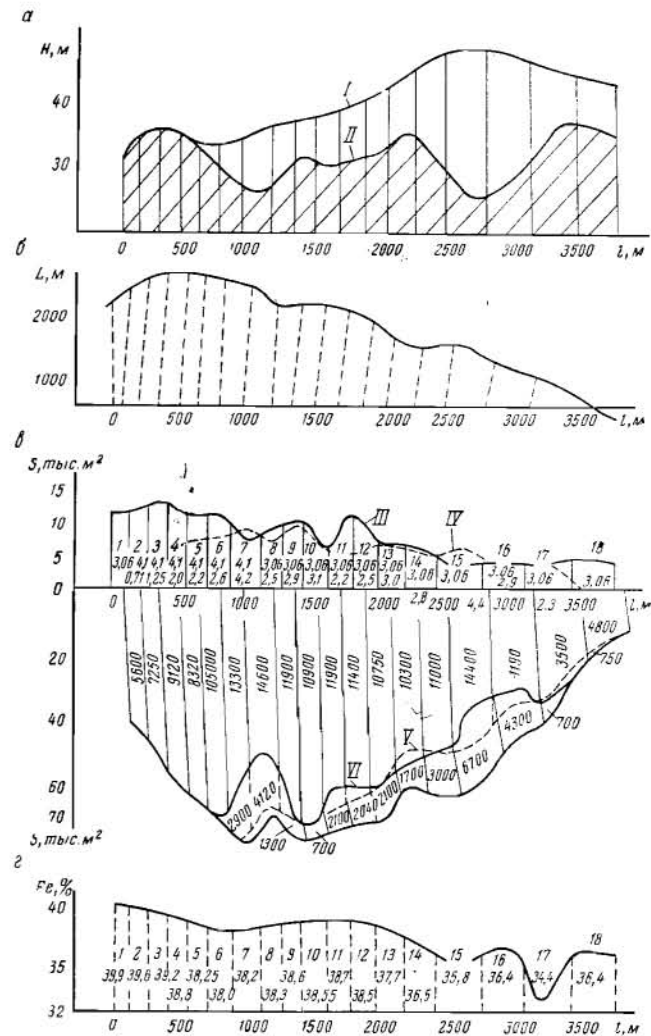 а
H, м
40
30
I
II
0 500 1000 1500 2000 2500 3000 3500 l, м
б
L, м
2000
1000
0 500 1000 1500 2000 2500 3000 3500 l, м
в
S, тыс. м²
15
10
5
0
III
IV
1 2 3 4 5 6 7 8 9 10 11 12 13 14 15 16 17 18
3,06 4,1 4,1 4,1 4,1 4,1 4,1 3,06 3,06 3,06 3,06 3,06 3,06 3,06 3,06 3,06 3,06 3,06
0,71 1,25 2,0 2,2 2,6 4,2 2,5 2,9 3,1 2,2 2,5 3,0 2,8 4,4 2,9 2,3
0 500 1000 1500 2000 2500 3000 3500 l, м
20
40
60
70
S, тыс. м²
5600 7250 9120 8320 105000 13300 14600 11900 10900 11900 11400 10750 10300 11000 14400 1190 3500 4800
750
700
V
VI
2900 4120 1300 700 2100 2040 2100 1700 3000 6700 4300
г
Fe, %
40
35
32
1 2 3 4 5 6 7 8 9 10 11 12 13 14 15 16 17 18
39,9 39,6 39,2 38,25 38,2 38,6 38,7 37,7 35,8 36,4 34,4 36,4
38,8 38,0 38,3 38,55 38,5 36,5
0 500 1000 1500 2000 2500 3000 3500 l, м